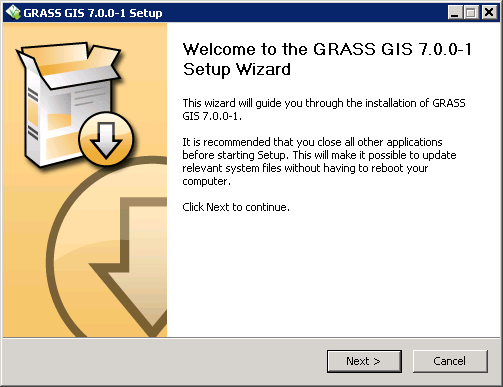 GRASS GIS 7.0.0-1 Setup
Welcome to the GRASS GIS 7.0.0-1
Setup Wizard
This wizard will guide you through the installation of GRASS
GIS 7.0.0-1.
It is recommended that you close all other applications
before starting Setup. This will make it possible to update
relevant system files without having to reboot your
computer.
Click Next to continue.
Next >
Cancel